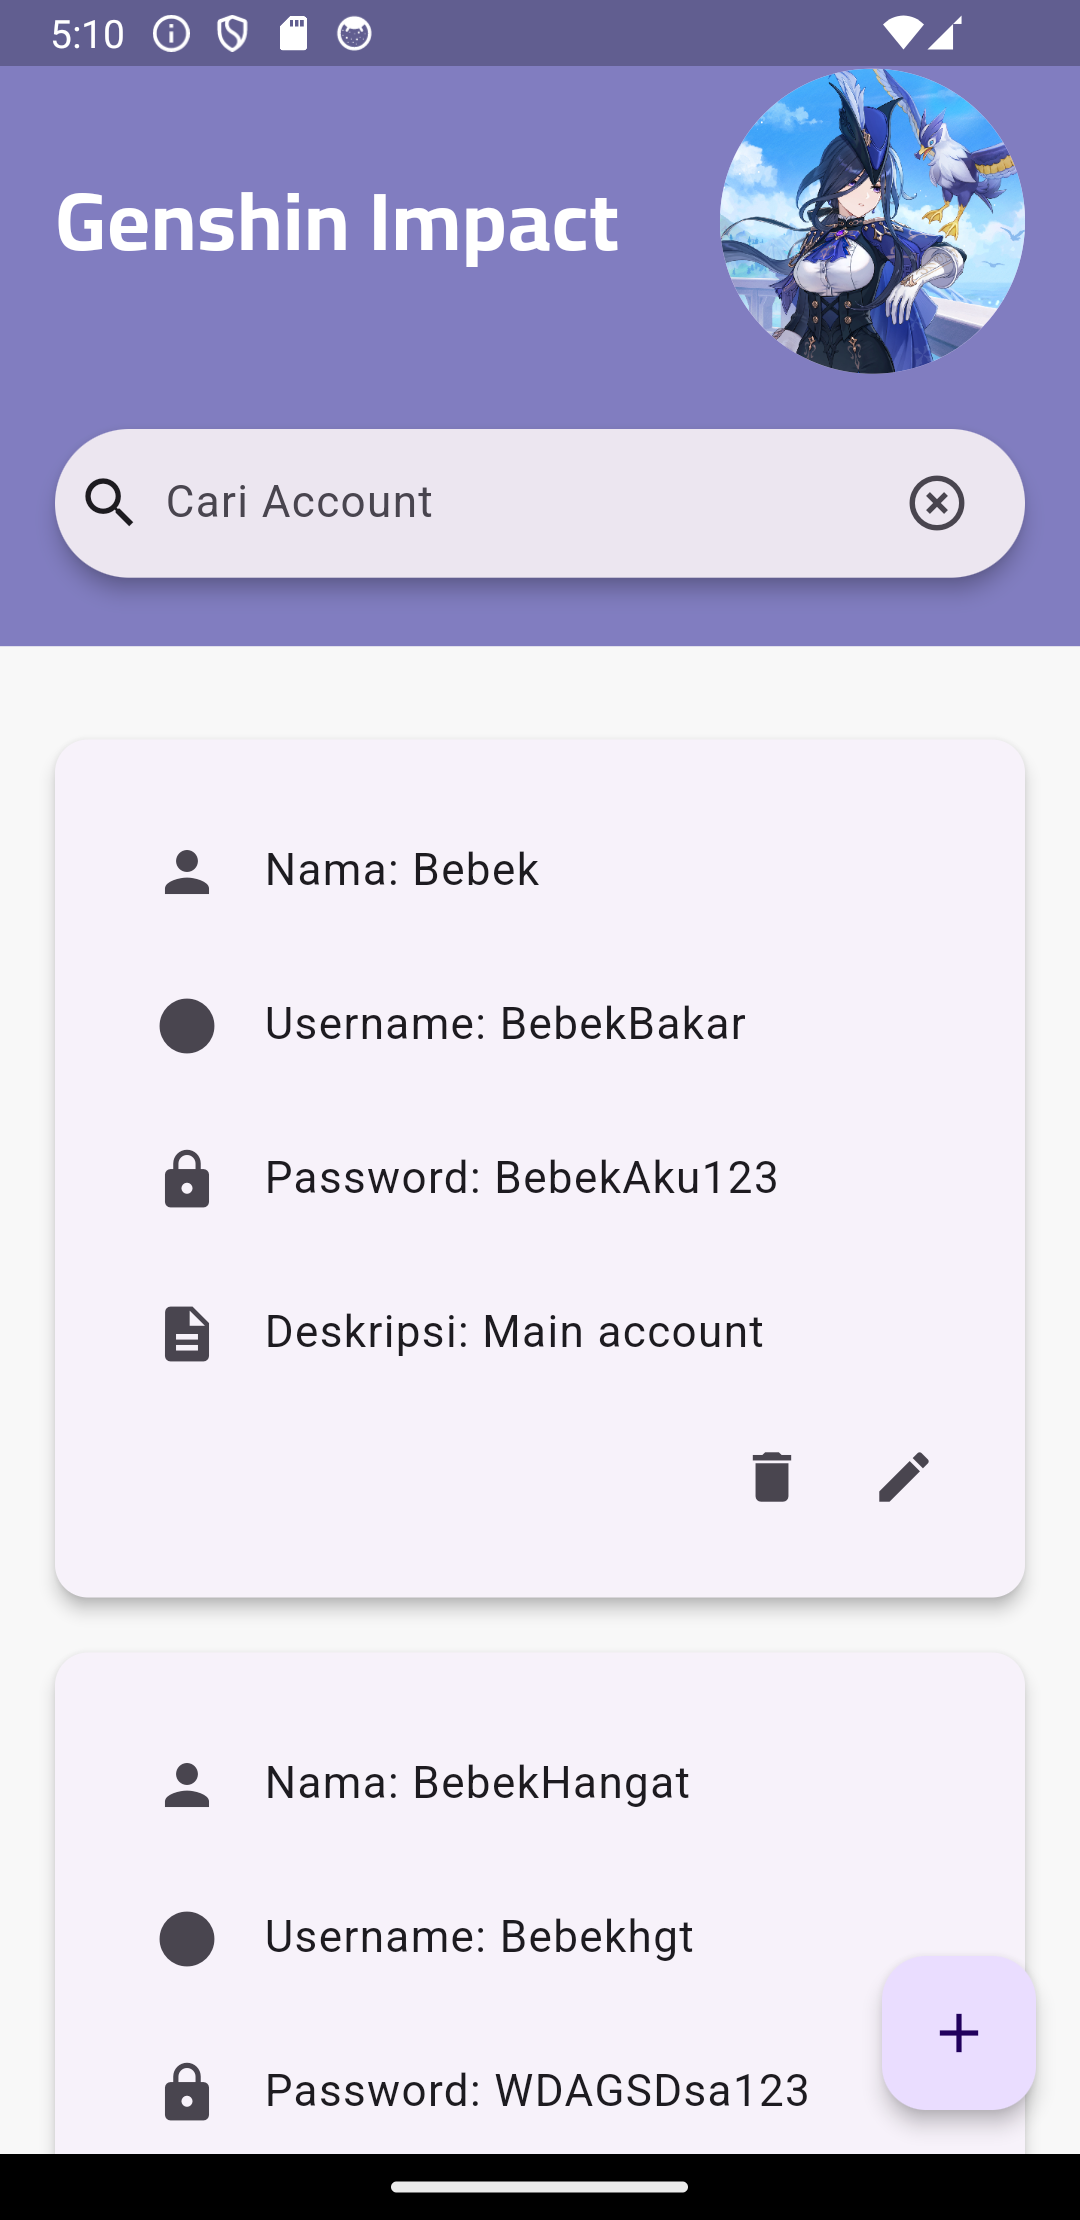 5:10
Genshin Impact
Cari Account
Nama: Bebek
Username: BebekBakar
Password: BebekAku123
Deskripsi: Main account
Nama: BebekHangat
Username: Bebekhgt
Password: WDAGSDsa123